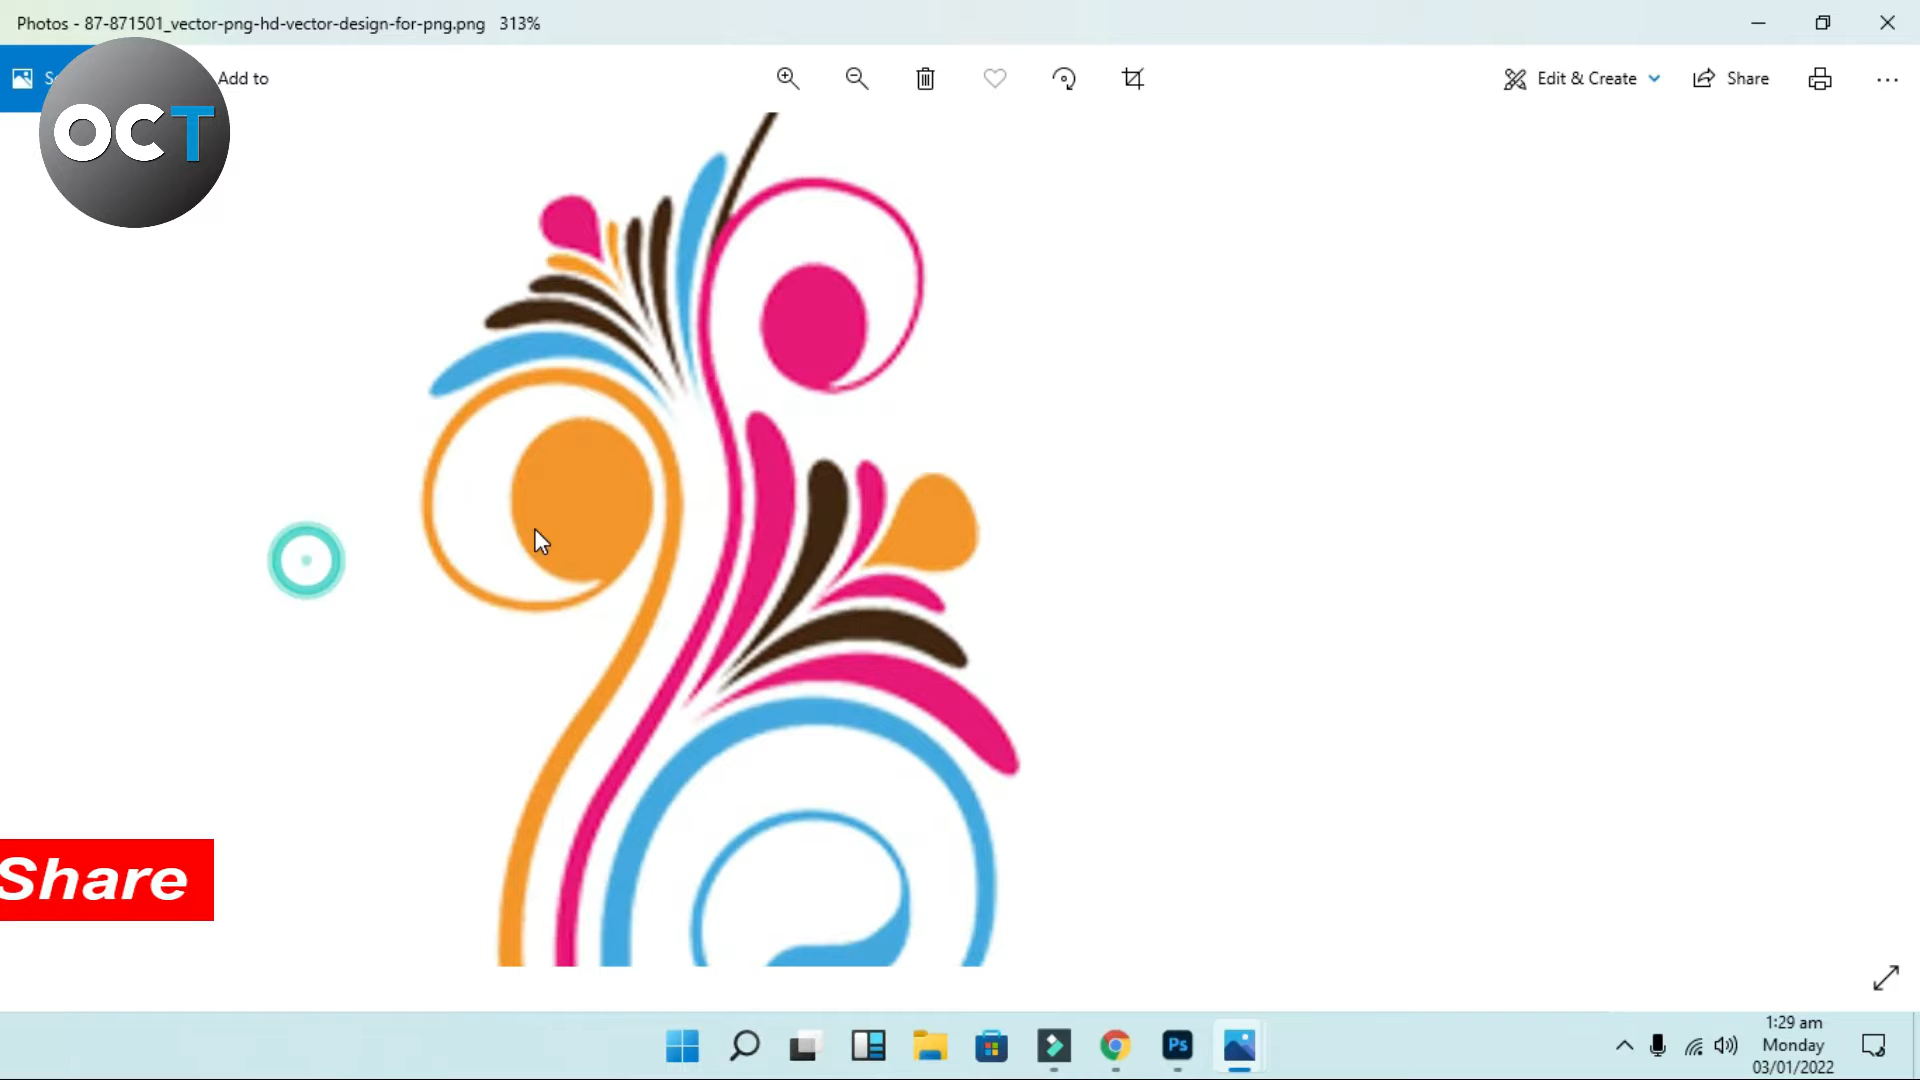 Photos - 87-871501_vector-png-hd-vector-design-for-png.png 313%
Add to
Edit & Create
Share
OCT
Share
Ps
1:29 am
Monday
03/01/2022